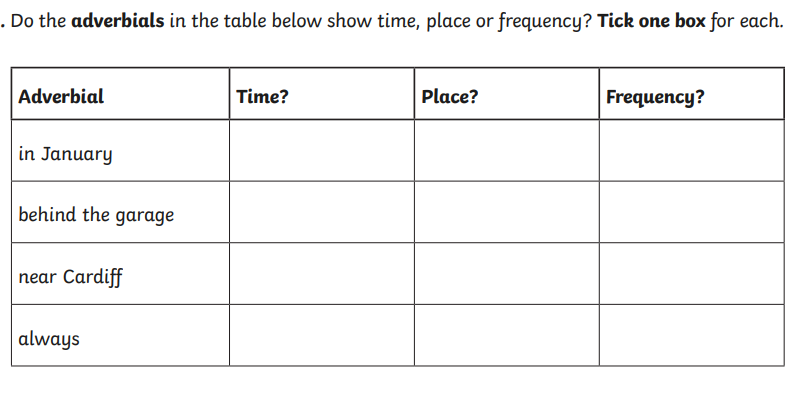 . Do the adverbials in the table below show time, place or frequency? Tick one box for each.
Adverbial Time? Place? Frequency?
in January
behind the garage
near Cardiff
always